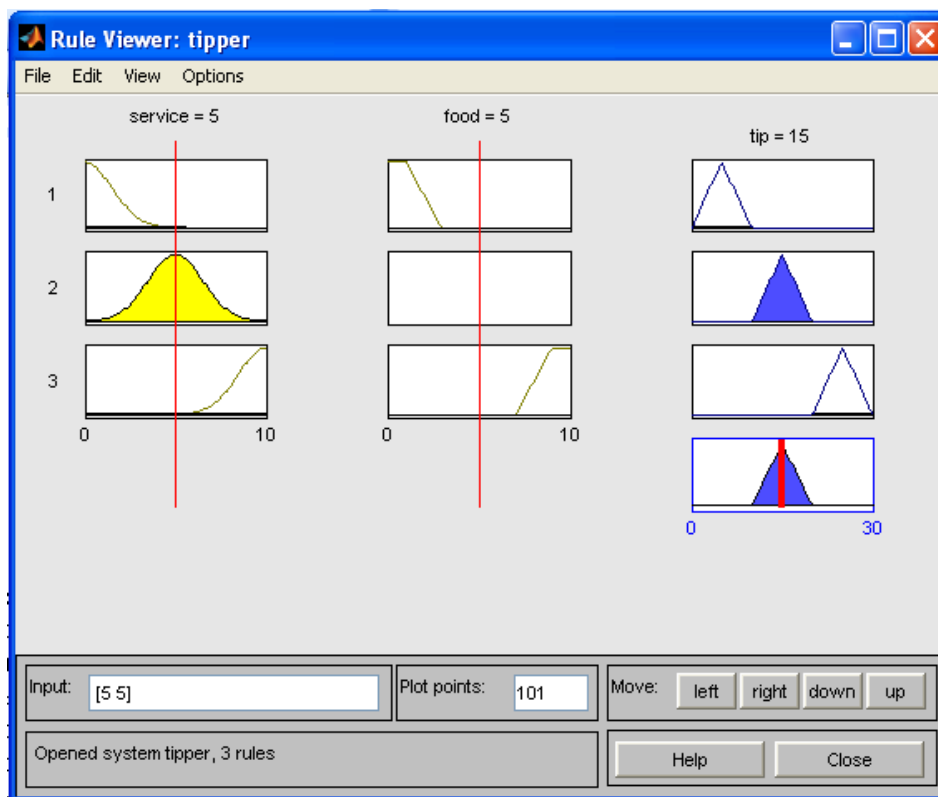 Rule Viewer: tipper
File Edit View Options
service = 5 food = 5 tip = 15
1
2
3
0 10 0 10
0 30
Input: [5 5] Plot points: 101 Move: left right down up
Opened system tipper, 3 rules Help Close